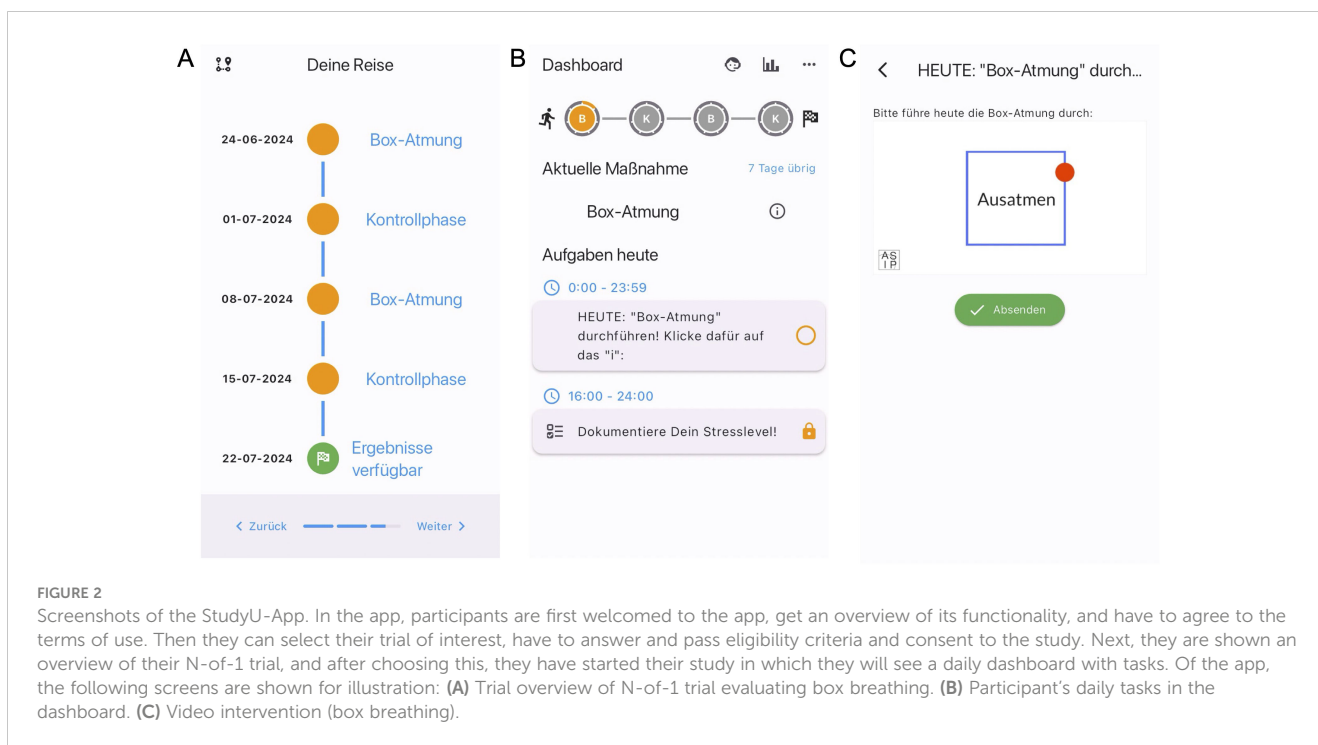 A
Deine Reise
24-06-2024
Box-Atmung
01-07-2024
Kontrollphase
08-07-2024
Box-Atmung
15-07-2024
Kontrollphase
22-07-2024
Ergebnisse
verfügbar
Zurück
Weiter
B
Dashboard
B
K
B
K
Aktuelle Maßnahme
7 Tage übrig
Box-Atmung
Aufgaben heute
0:00 - 23:59
HEUTE: "Box-Atmung"
durchführen! Klicke dafür auf
das "i":
16:00 - 24:00
Dokumentiere Dein Stresslevel!
C
HEUTE: "Box-Atmung" durch...
Bitte führe heute die Box-Atmung durch:
Ausatmen
AS
IP
Absenden
FIGURE 2
Screenshots of the StudyU-App. In the app, participants are first welcomed to the app, get an overview of its functionality, and have to agree to the
terms of use. Then they can select their trial of interest, have to answer and pass eligibility criteria and consent to the study. Next, they are shown an
overview of their N-of-1 trial, and after choosing this, they have started their study in which they will see a daily dashboard with tasks. Of the app,
the following screens are shown for illustration: (A) Trial overview of N-of-1 trial evaluating box breathing. (B) Participant's daily tasks in the
dashboard. (C) Video intervention (box breathing).